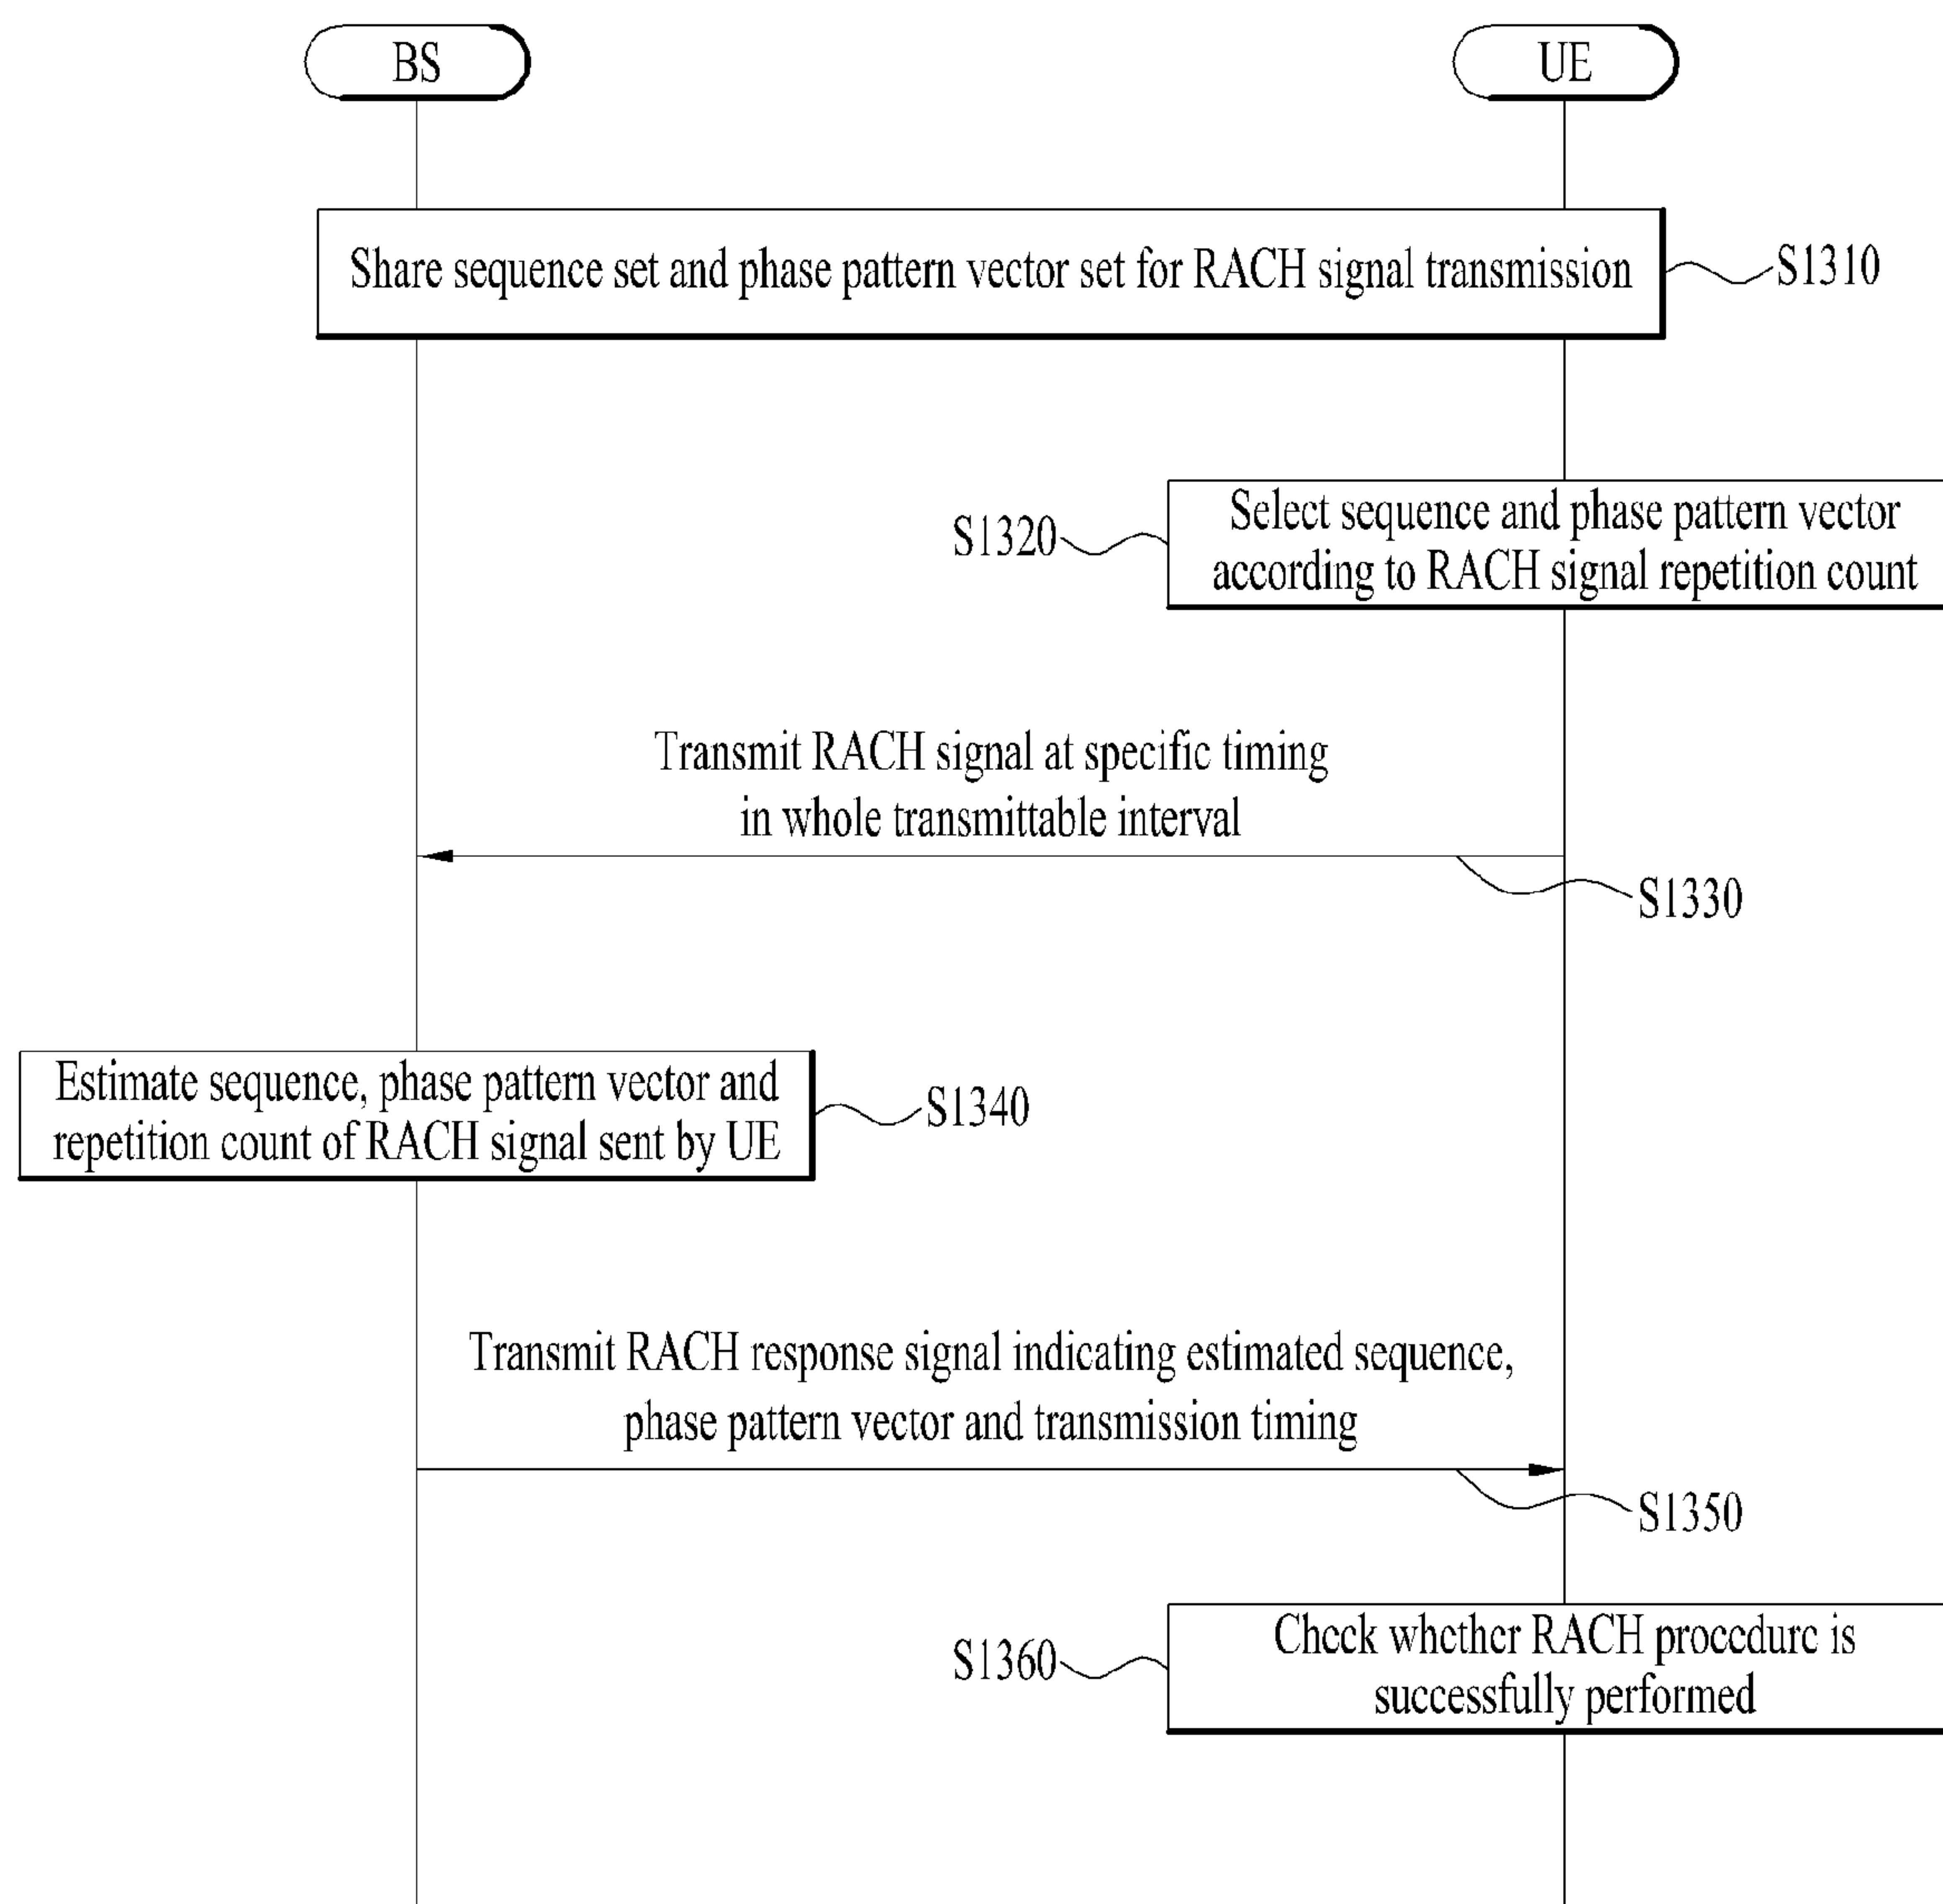 BS
UE
Share sequence set and phase pattern vector set for RACH signal transmission
S1310
S1320
Select sequence and phase pattern vector
according to RACH signal repetition count
Transmit RACH signal at specific timing
in whole transmittable interval
S1330
Estimate sequence, phase pattern vector and
repetition count of RACH signal sent by UE
S1340
Transmit RACH response signal indicating estimated sequence,
phase pattern vector and transmission timing
S1350
S1360
Check whether RACH procedure is
successfully performed